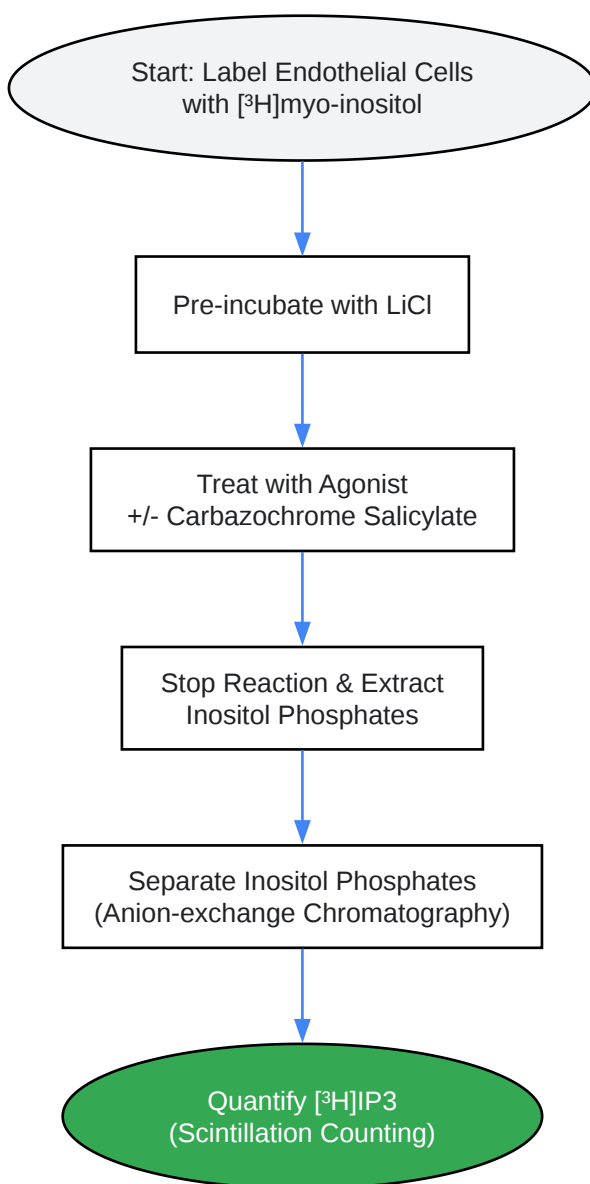 Start: Label Endothelial Cells
with [³H]myo-inositol
Pre-incubate with LiCl
Treat with Agonist
+/- Carbazochrome Salicylate
Stop Reaction & Extract
Inositol Phosphates
Separate Inositol Phosphates
(Anion-exchange Chromatography)
Quantify [³H]IP3
(Scintillation Counting)